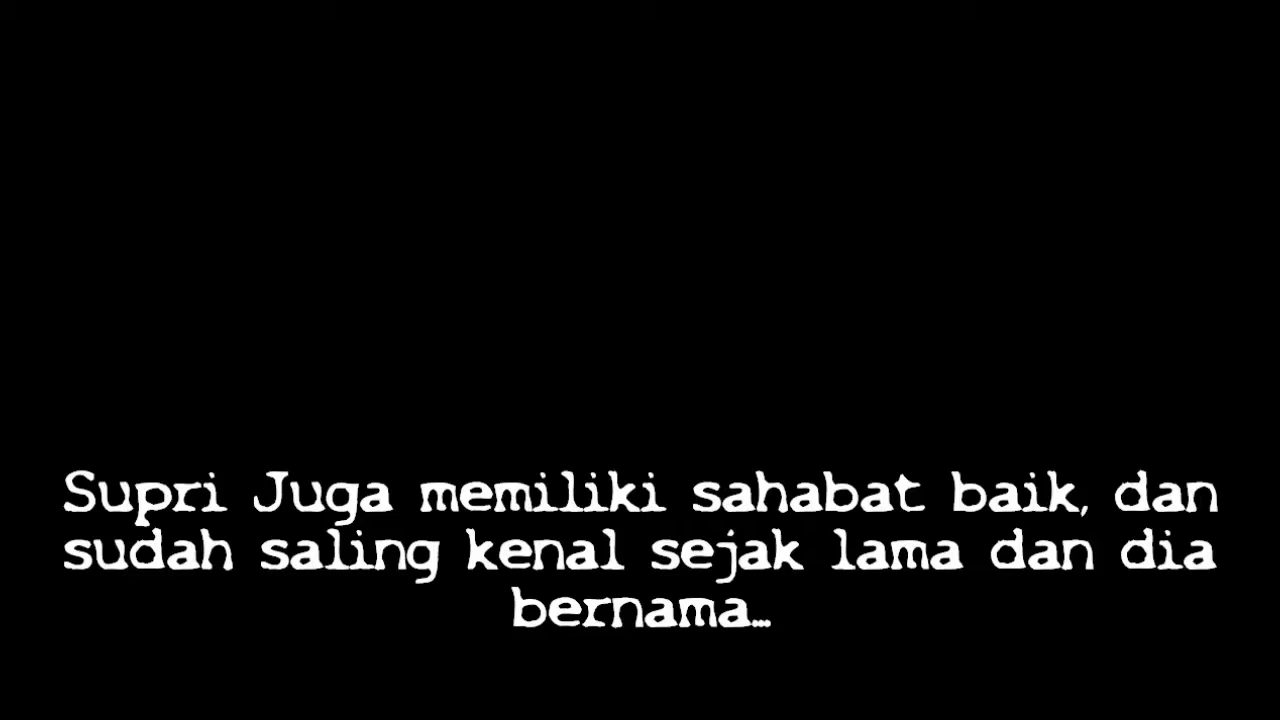 Supri Juga memiliki sahabat baik, dan
sudah saling kenal sejak lama dan dia
bernama...